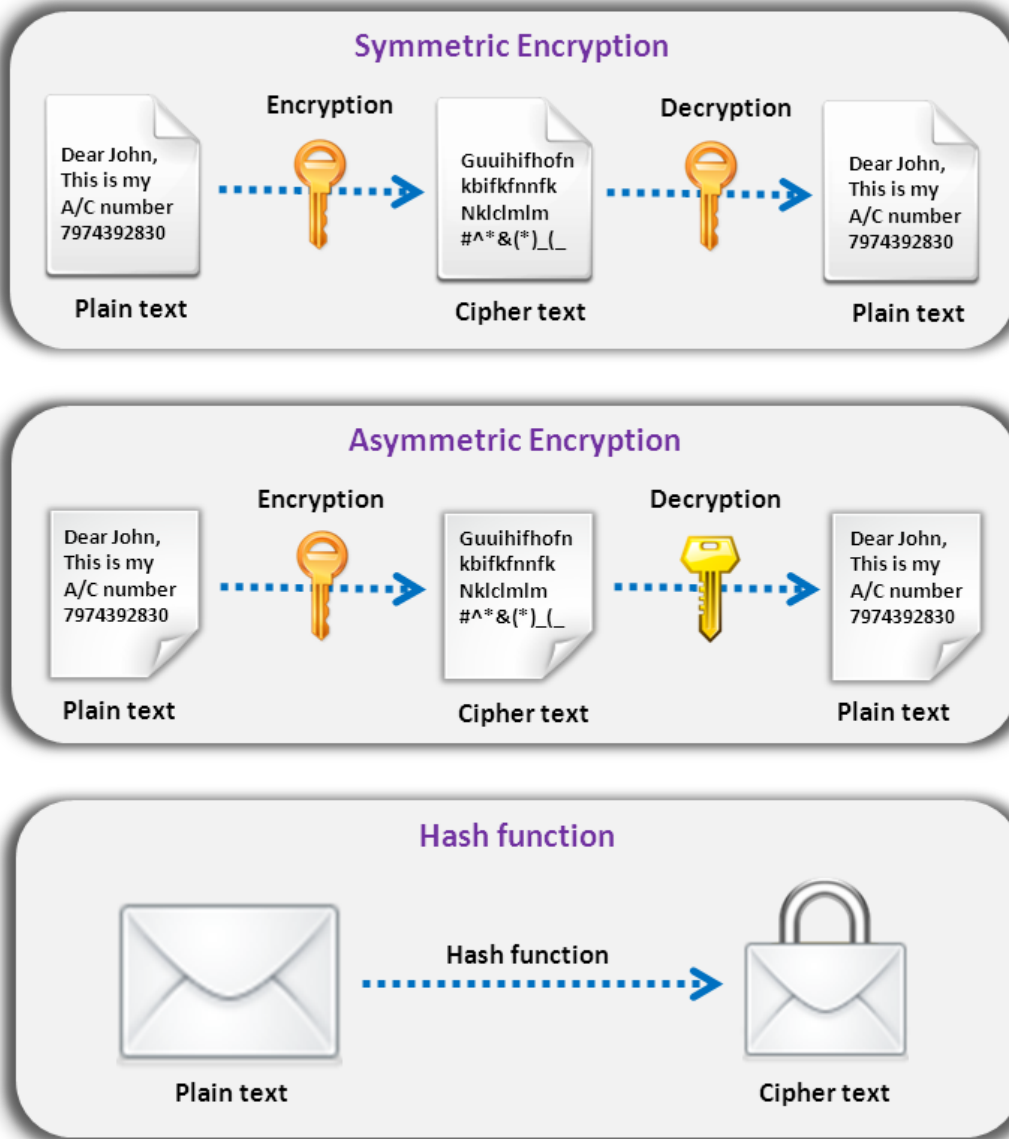 Symmetric Encryption
Encryption
Decryption
Dear John,
This is my
A/C number
7974392830
Guuihifhofn
kbifkfnnfk
Nklclmlm
#^*&(*)_(_
Dear John,
This is my
A/C number
7974392830
Plain text
Cipher text
Plain text
Asymmetric Encryption
Encryption
Decryption
Dear John,
This is my
A/C number
7974392830
Guuihifhofn
kbifkfnnfk
Nklclmlm
#^*&(*)_(_
Dear John,
This is my
A/C number
7974392830
Plain text
Cipher text
Plain text
Hash function
Hash function
Plain text
Cipher text